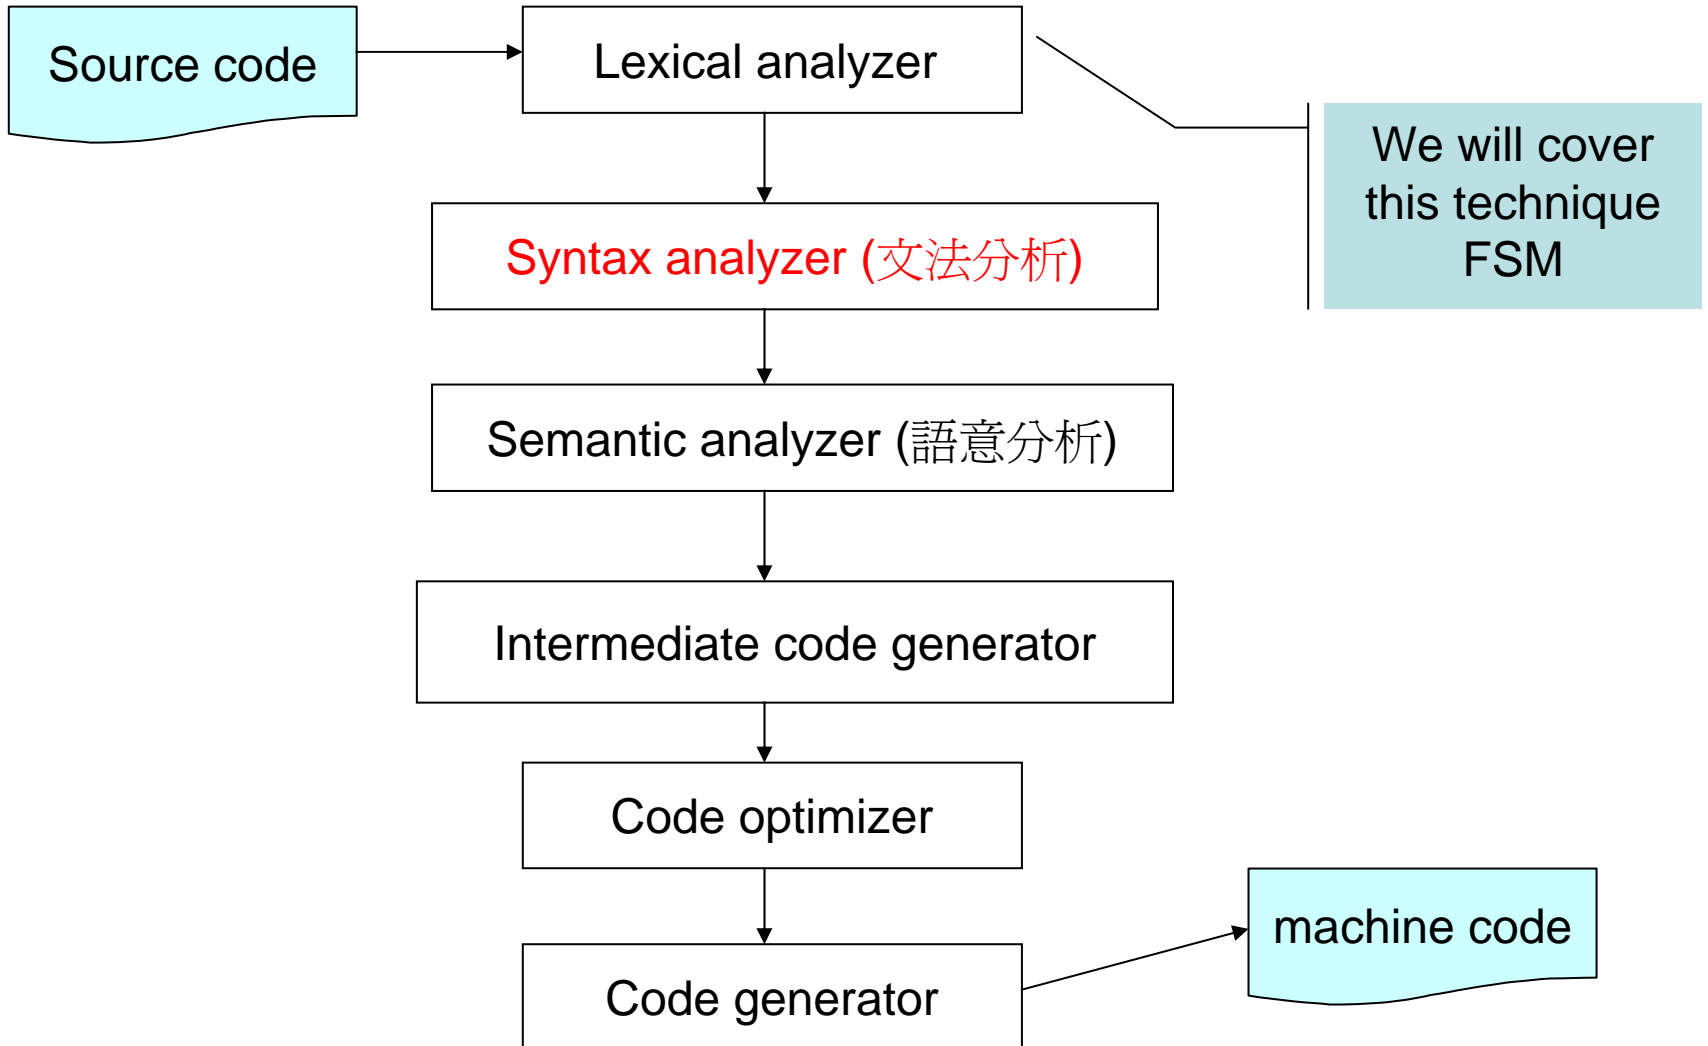 Source code
Lexical analyzer
We will cover
this technique
FSM
Syntax analyzer (文法分析)
Semantic analyzer (語意分析)
Intermediate code generator
Code optimizer
machine code
Code generator